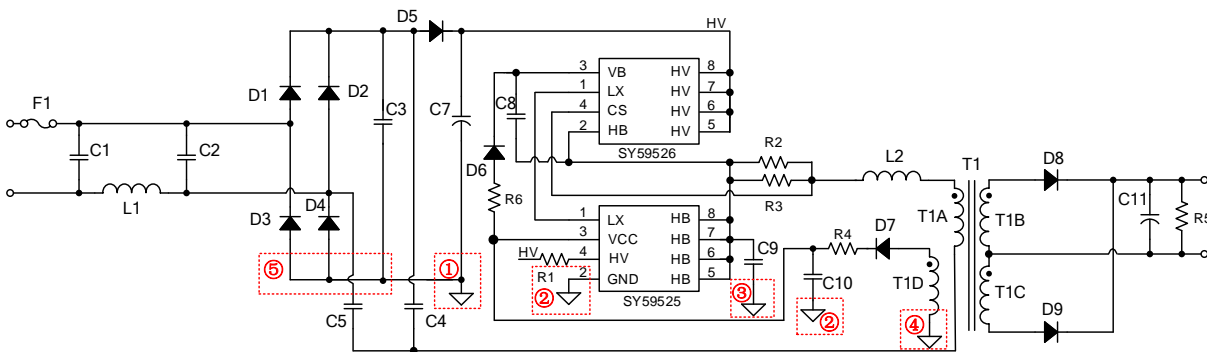 D5
HV
F1
D1
D2
C3
C7
C8
3
VB
HV
8
1
LX
HV
7
4
CS
HV
6
2
HB
HV
5
SY59526
C1
C2
L1
D6
R6
R2
R3
L2
T1
D8
D3
D4
1
LX
HB
8
3
VCC
HB
7
HV
4
HV
HB
6
R1
2
GND
HB
5
SY59525
C9
R4
D7
C10
T1D
T1A
T1B
T1C
C11
R5
D9
⑤
①
②
③
②
④
C5
C4